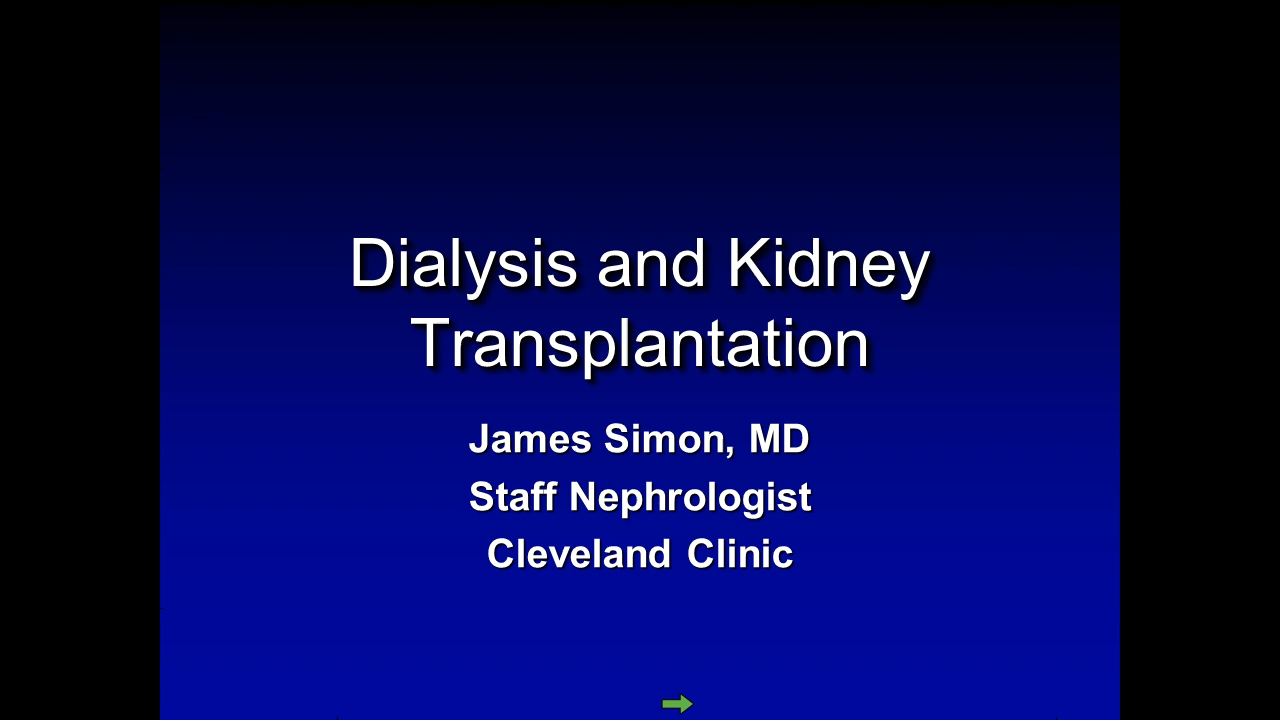 Dialysis and Kidney
Transplantation
James Simon, MD
Staff Nephrologist
Cleveland Clinic